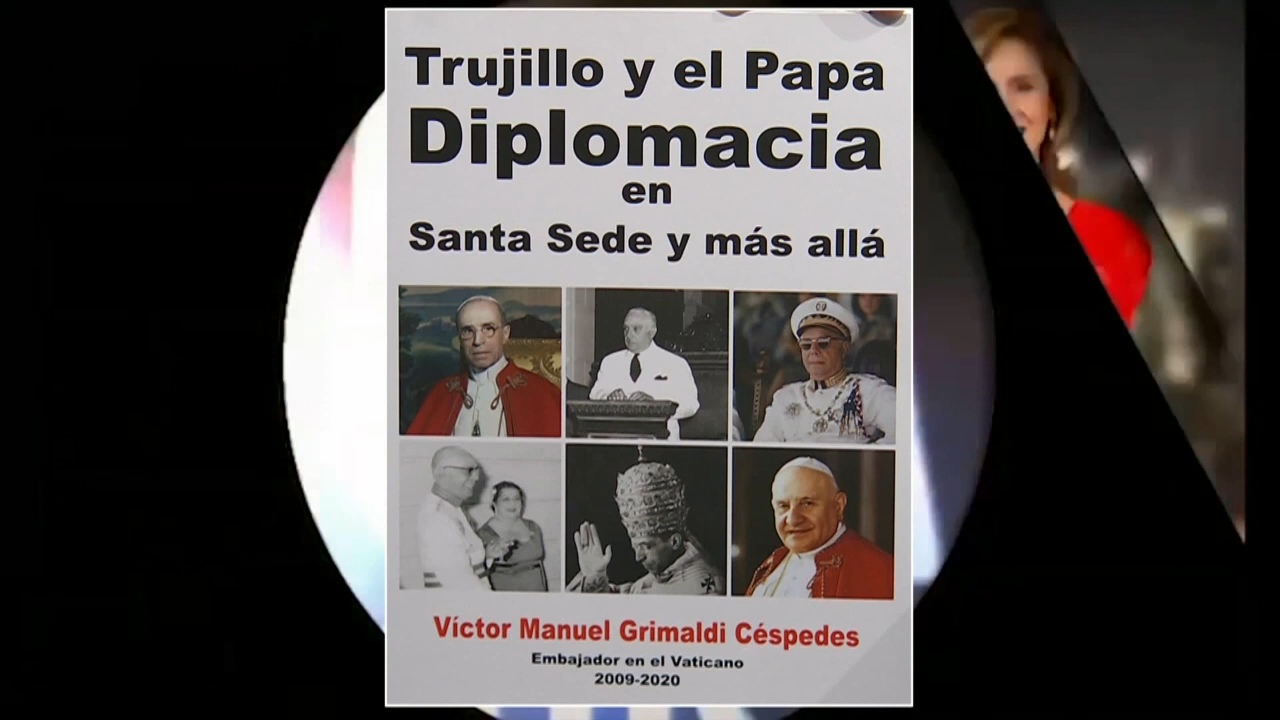 Trujillo y el Papa
Diplomacia
en
Santa Sede y más allá
Víctor Manuel Grimaldi Céspedes
Embajador en el Vaticano
2009-2020